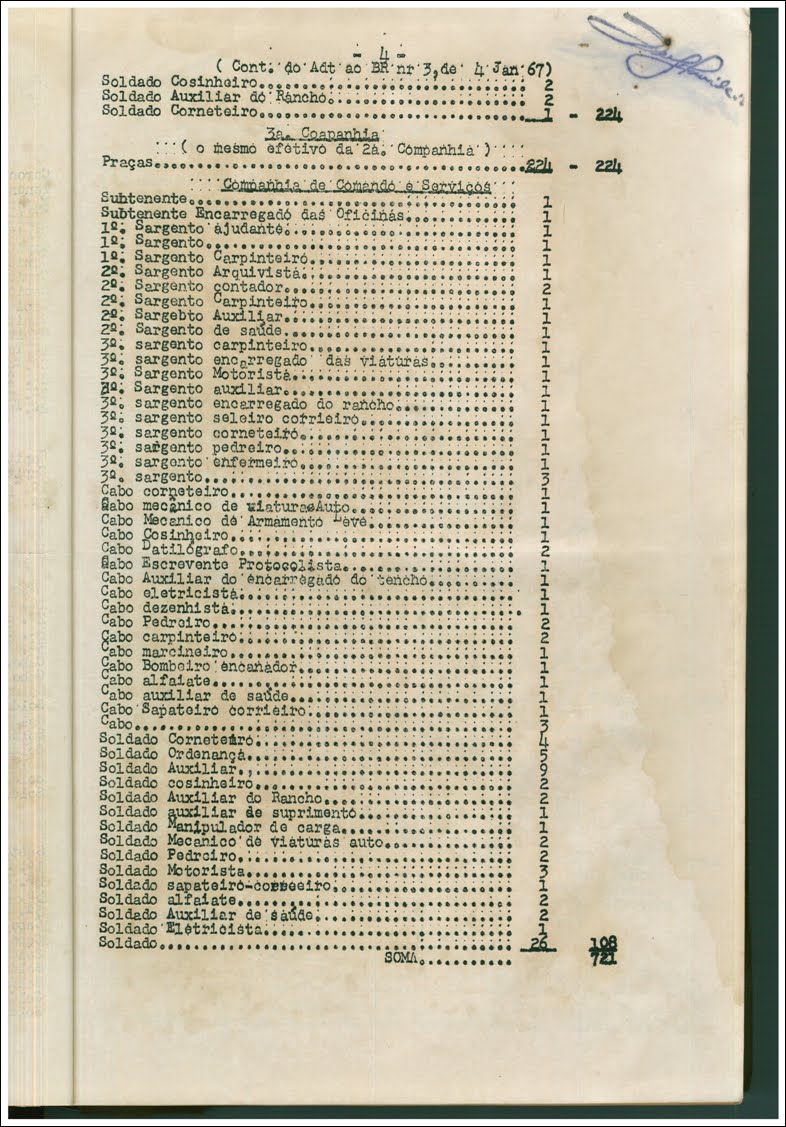 - 4 -
( Cont. do Adt ao BR nr 3, de 4 Jan 67)
Soldado Cosinheiro........ 2
Soldado Auxiliar do Rancho........ 2
Soldado Corneteiro........ 1 - 224
3a. Coapanhia
( o mesmo efetivo da 2a. Companhia )
Praças........ 224 - 224
Companhia de Comando e Serviços
Subtenente........ 1
Subtenente Encarregado das Oficinas........ 1
1º. Sargento ajudante........ 1
1º. Sargento........ 1
1º. Sargento Carpinteiro........ 1
2º. Sargento Arquivista........ 1
2º. Sargento contador........ 2
2º. Sargento Carpinteiro........ 1
2º. Sargebto Auxiliar........ 1
2º. Sargento de saúde........ 1
3º. sargento carpinteiro........ 1
3º. sargento encarregado das viaturas........ 1
3º. Sargento Motorista........ 1
3º. Sargento auxiliar........ 1
3º. sargento encarregado do rancho........ 1
3º. sargento seleiro corrieiro........ 1
3º. sargento corneteiro........ 1
3º. sargento pedreiro........ 1
3º. sargento enfermeiro........ 1
3º. sargento........ 3
Cabo corneteiro........ 1
Cabo mecânico de viaturasAuto........ 1
Cabo Mecanico de Armamento Leve........ 1
Cabo Cosinheiro........ 1
Cabo Datilógrafo........ 2
Cabo Escrevente Protocolista........ 1
Cabo Auxiliar do encarregado do tencho........ 1
Cabo eletricista........ 1
Cabo dezenhista........ 1
Cabo Pedreiro........ 2
Cabo carpinteiro........ 2
Cabo marcineiro........ 1
Cabo Bombeiro encanador........ 1
Cabo alfaiate........ 1
Cabo auxiliar de saúde........ 1
Cabo Sapateiro corrieiro........ 1
Cabo........ 3
Soldado Corneteiro........ 4
Soldado Ordenança........ 5
Soldado Auxiliar........ 9
Soldado cosinheiro........ 2
Soldado Auxiliar do Rancho........ 2
Soldado auxiliar de suprimento........ 1
Soldado Manipulador de carga........ 1
Soldado Mecanico de viaturas auto........ 2
Soldado Pedreiro........ 2
Soldado Motorista........ 3
Soldado sapateiro-correeiro........ 1
Soldado alfaiate........ 2
Soldado Auxiliar de saúde........ 2
Soldado Elétricista........ 1
Soldado........ 26 108
SOMA........ 721